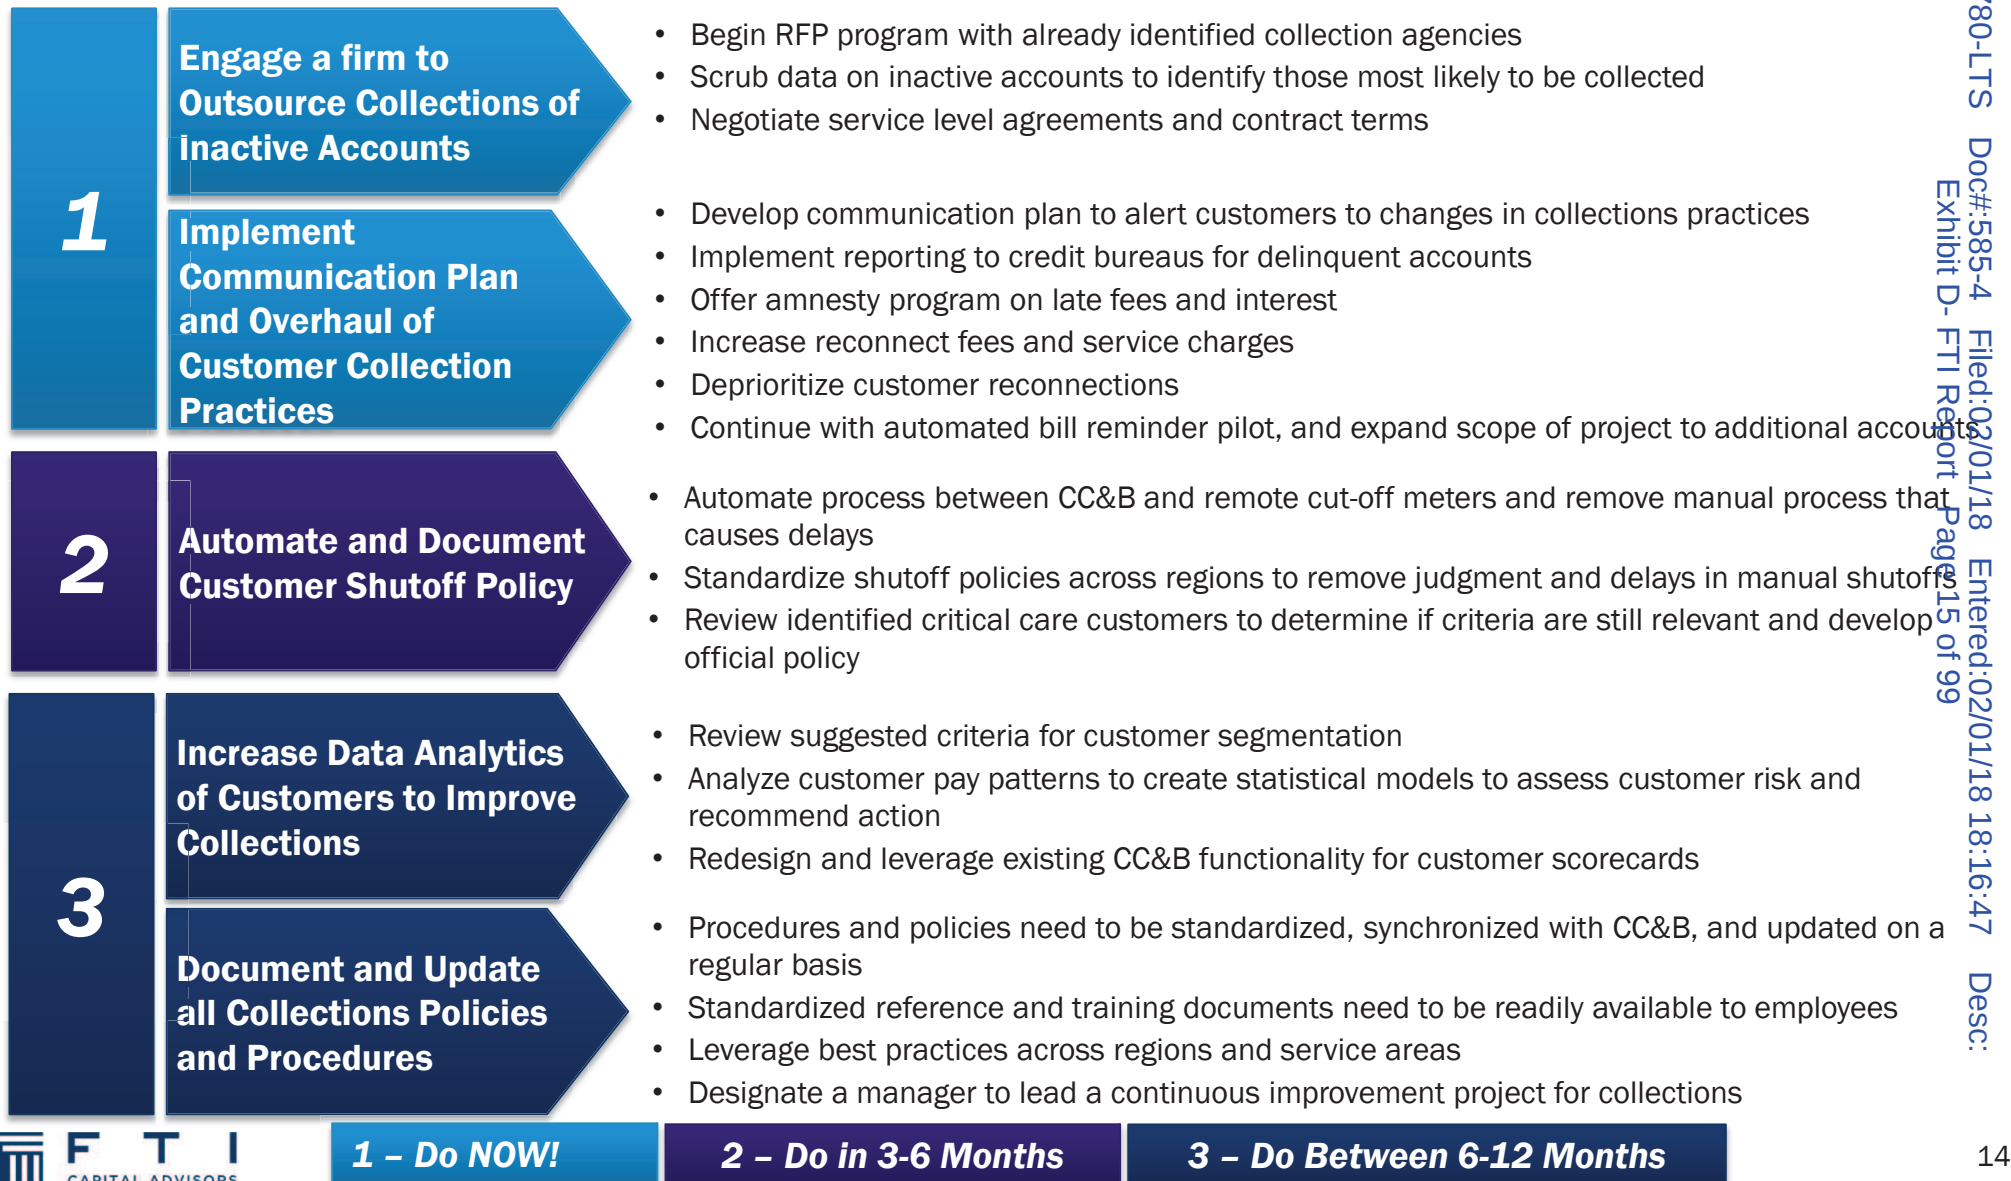 1
Engage a firm to
Outsource Collections of
Inactive Accounts
• Begin RFP program with already identified collection agencies
• Scrub data on inactive accounts to identify those most likely to be collected
• Negotiate service level agreements and contract terms
Implement
Communication Plan
and Overhaul of
Customer Collection
Practices
• Develop communication plan to alert customers to changes in collections practices
• Implement reporting to credit bureaus for delinquent accounts
• Offer amnesty program on late fees and interest
• Increase reconnect fees and service charges
• Deprioritize customer reconnections
• Continue with automated bill reminder pilot, and expand scope of project to additional accounts
2
Automate and Document
Customer Shutoff Policy
• Automate process between CC&B and remote cut-off meters and remove manual process that
causes delays
• Standardize shutoff policies across regions to remove judgment and delays in manual shutoffs
• Review identified critical care customers to determine if criteria are still relevant and develop
official policy
3
Increase Data Analytics
of Customers to Improve
Collections
• Review suggested criteria for customer segmentation
• Analyze customer pay patterns to create statistical models to assess customer risk and
recommend action
• Redesign and leverage existing CC&B functionality for customer scorecards
Document and Update
all Collections Policies
and Procedures
• Procedures and policies need to be standardized, synchronized with CC&B, and updated on a
regular basis
• Standardized reference and training documents need to be readily available to employees
• Leverage best practices across regions and service areas
• Designate a manager to lead a continuous improvement project for collections
FTI
CAPITAL ADVISORS
1 – Do NOW!
2 – Do in 3-6 Months
3 – Do Between 6-12 Months
14
80-LTS Doc#:585-4 Filed:02/01/18 Entered:02/01/18 18:16:47 Desc:
Exhibit D- FTI Report Page 15 of 99